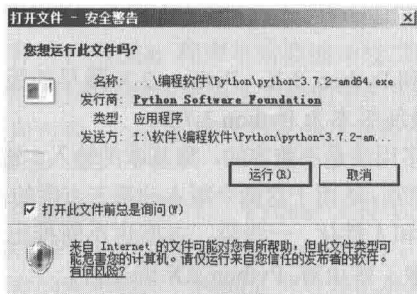 打开文件 - 安全警告
您想运行此文件吗?
名称: ...\编程软件\Python\python-3.7.2-amd64.exe
发行商: Python Software Foundation
类型: 应用程序
发送方: I:\软件\编程软件\Python\python-3.7.2-am...
运行(R) 取消
打开此文件前总是询问(W)
来自 Internet 的文件可能对您有所帮助,但此文件类型可
能危害您的计算机。请仅运行来自您信任的发布者的软件。
有何风险?